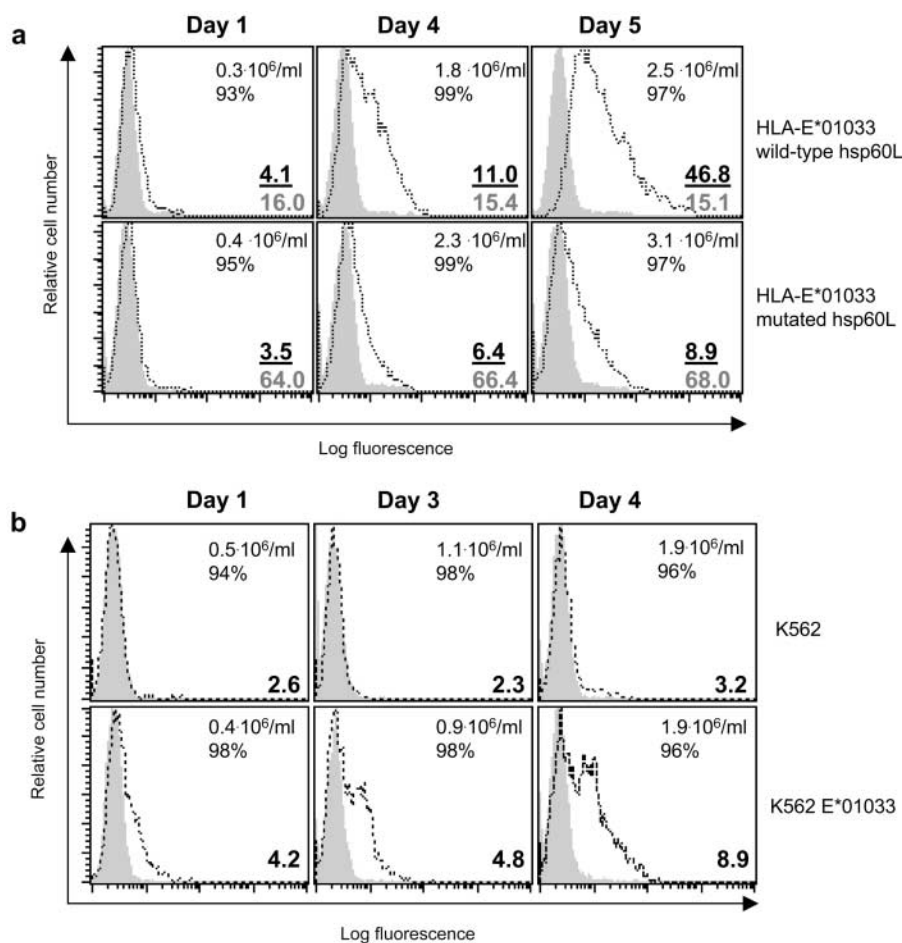 a
Day 1 Day 4 Day 5
0.3·10⁶/ml 1.8 ·10⁶/ml 2.5 ·10⁶/ml
93% 99% 97%
HLA-E*01033
wild-type hsp60L
4.1 11.0 46.8
16.0 15.4 15.1
0.4 ·10⁶/ml 2.3 ·10⁶/ml 3.1 ·10⁶/ml
95% 99% 97%
HLA-E*01033
mutated hsp60L
3.5 6.4 8.9
64.0 66.4 68.0
Relative cell number
Log fluorescence
b
Day 1 Day 3 Day 4
0.5·10⁶/ml 1.1·10⁶/ml 1.9·10⁶/ml
94% 98% 96%
K562
2.6 2.3 3.2
0.4·10⁶/ml 0.9·10⁶/ml 1.9·10⁶/ml
98% 98% 96%
K562 E*01033
4.2 4.8 8.9
Relative cell number
Log fluorescence